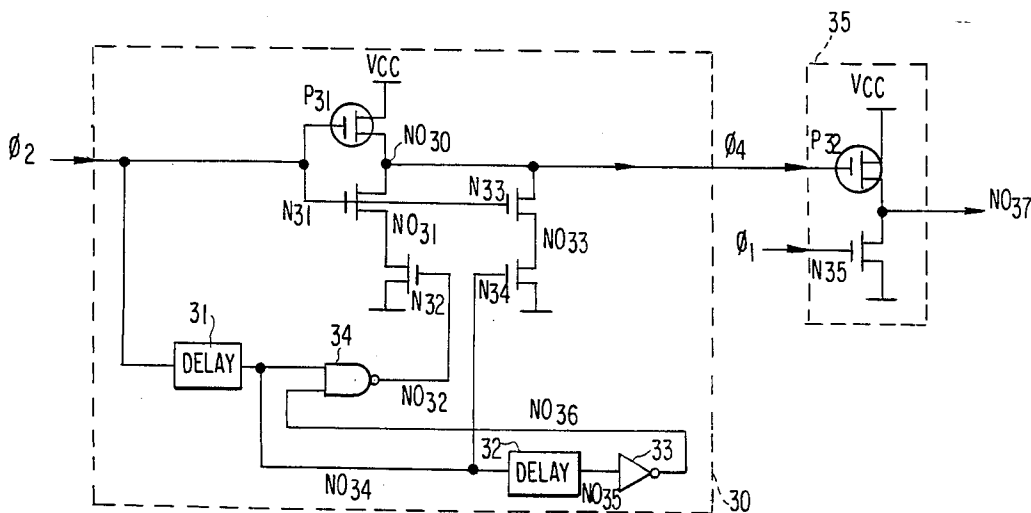 35
VCC
P31
VCC
NO30
P32
Ø2
Ø4
N33
NO37
N31
NO31
NO33
Ø1
N35
N32
N34
31
34
DELAY
NO32
NO36
32
33
DELAY
NO34
NO35
30